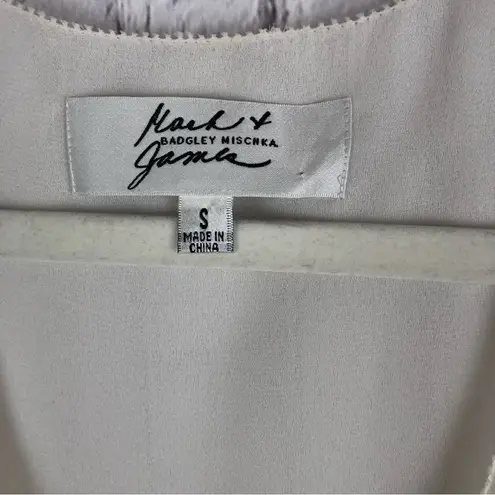 Mark +
BADGLEY MISCHKA
James
S
MADE IN
CHINA